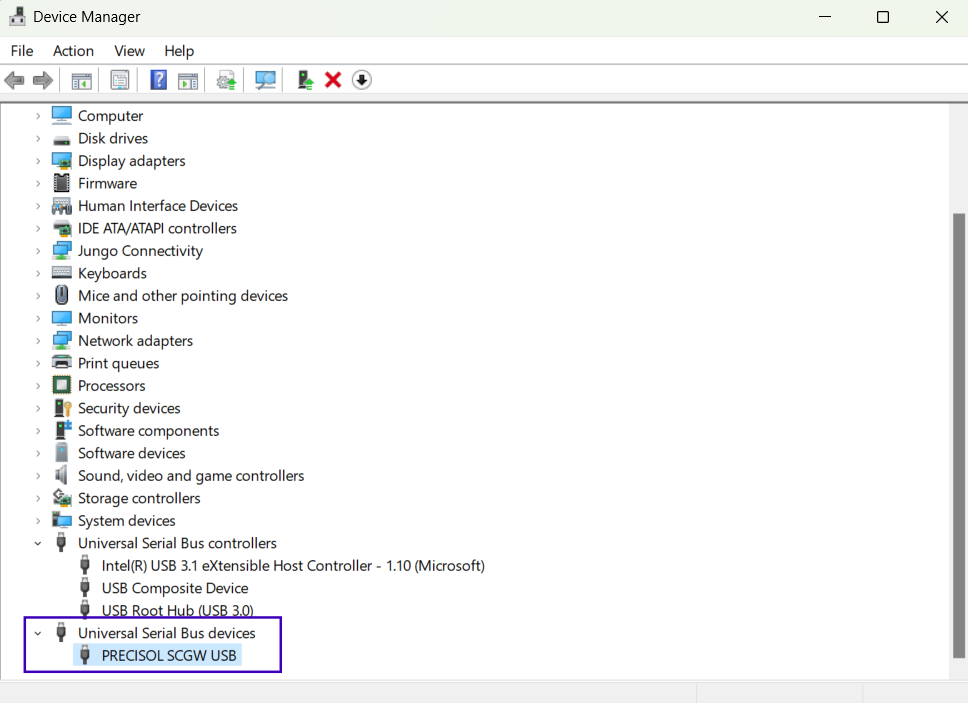 Device Manager
File Action View Help
Computer
Disk drives
Display adapters
Firmware
Human Interface Devices
IDE ATA/ATAPI controllers
Jungo Connectivity
Keyboards
Mice and other pointing devices
Monitors
Network adapters
Print queues
Processors
Security devices
Software components
Software devices
Sound, video and game controllers
Storage controllers
System devices
Universal Serial Bus controllers
Intel(R) USB 3.1 eXtensible Host Controller - 1.10 (Microsoft)
USB Composite Device
USB Root Hub (USB 3.0)
Universal Serial Bus devices
PRECISOL SCGW USB